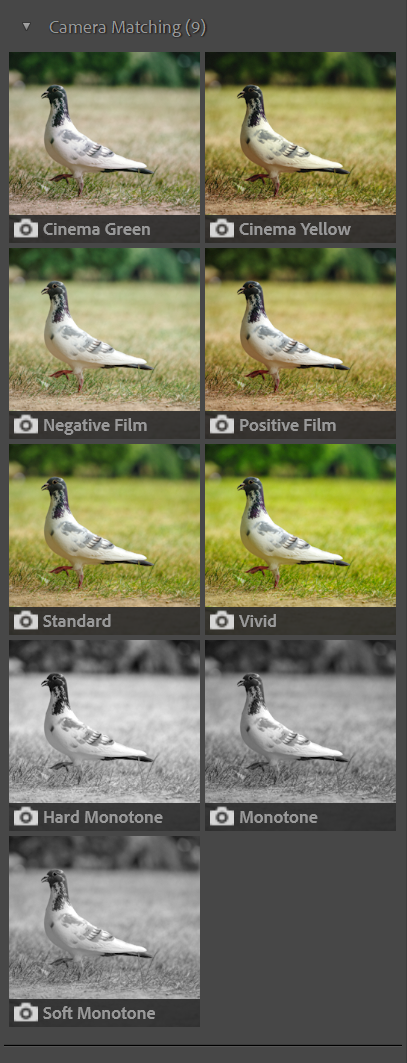 Camera Matching (9)
Cinema Green
Cinema Yellow
Negative Film
Positive Film
Standard
Vivid
Hard Monotone
Monotone
Soft Monotone